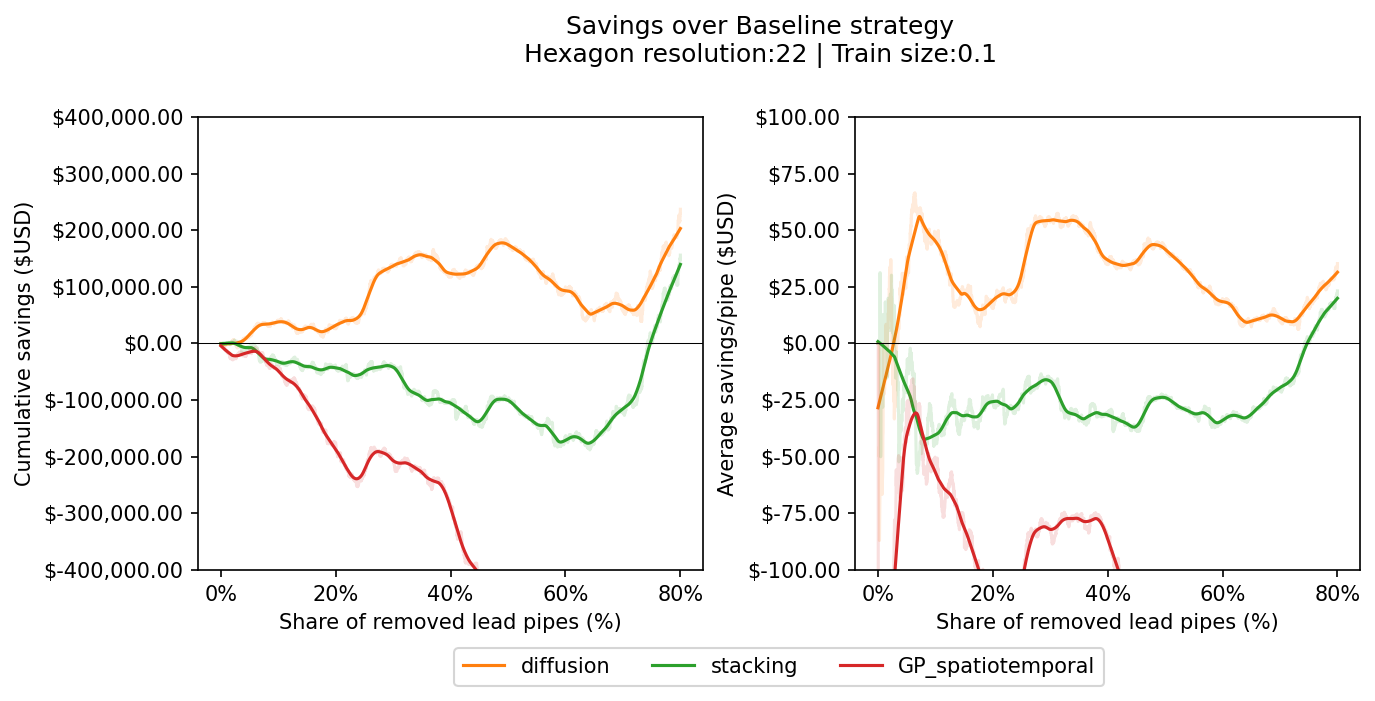 Savings over Baseline strategy
Hexagon resolution:22 | Train size:0.1
Cumulative savings ($USD)
$400,000.00
$300,000.00
$200,000.00
$100,000.00
$0.00
$-100,000.00
$-200,000.00
$-300,000.00
$-400,000.00
0% 20% 40% 60% 80%
Share of removed lead pipes (%)
Average savings/pipe ($USD)
$100.00
$75.00
$50.00
$25.00
$0.00
$-25.00
$-50.00
$-75.00
$-100.00
0% 20% 40% 60% 80%
Share of removed lead pipes (%)
diffusion stacking GP_spatiotemporal